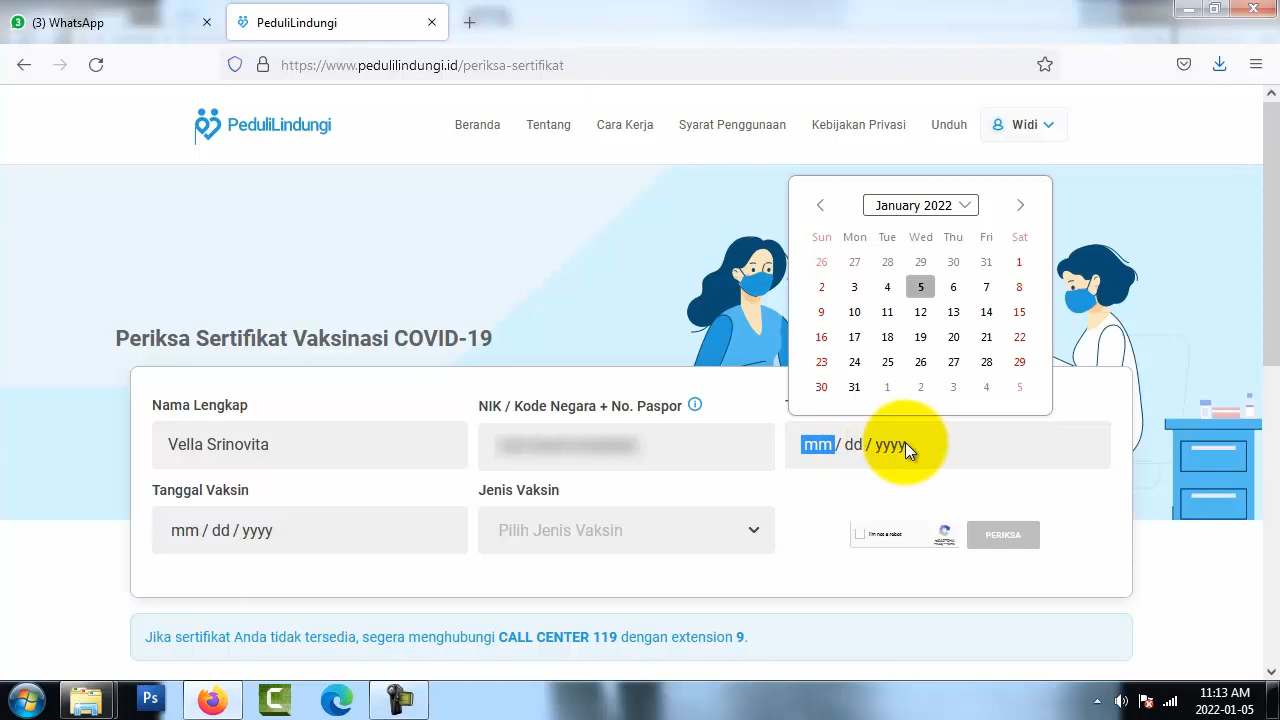 (3) WhatsApp
PeduliLindungi
https://www.pedulilindungi.id/periksa-sertifikat
PeduliLindungi
Beranda
Tentang
Cara Kerja
Syarat Penggunaan
Kebijakan Privasi
Unduh
Widi
January 2022
Sun Mon Tue Wed Thu Fri Sat
26 27 28 29 30 31 1
2 3 4 5 6 7 8
9 10 11 12 13 14 15
16 17 18 19 20 21 22
23 24 25 26 27 28 29
30 31 1 2 3 4 5
Periksa Sertifikat Vaksinasi COVID-19
Nama Lengkap
NIK / Kode Negara + No. Paspor
Vella Srinovita
mm / dd / yyyy
Tanggal Vaksin
Jenis Vaksin
mm / dd / yyyy
Pilih Jenis Vaksin
I'm not a robot
PERIKSA
Jika sertifikat Anda tidak tersedia, segera menghubungi CALL CENTER 119 dengan extension 9.
Ps
11:13 AM
2022-01-05